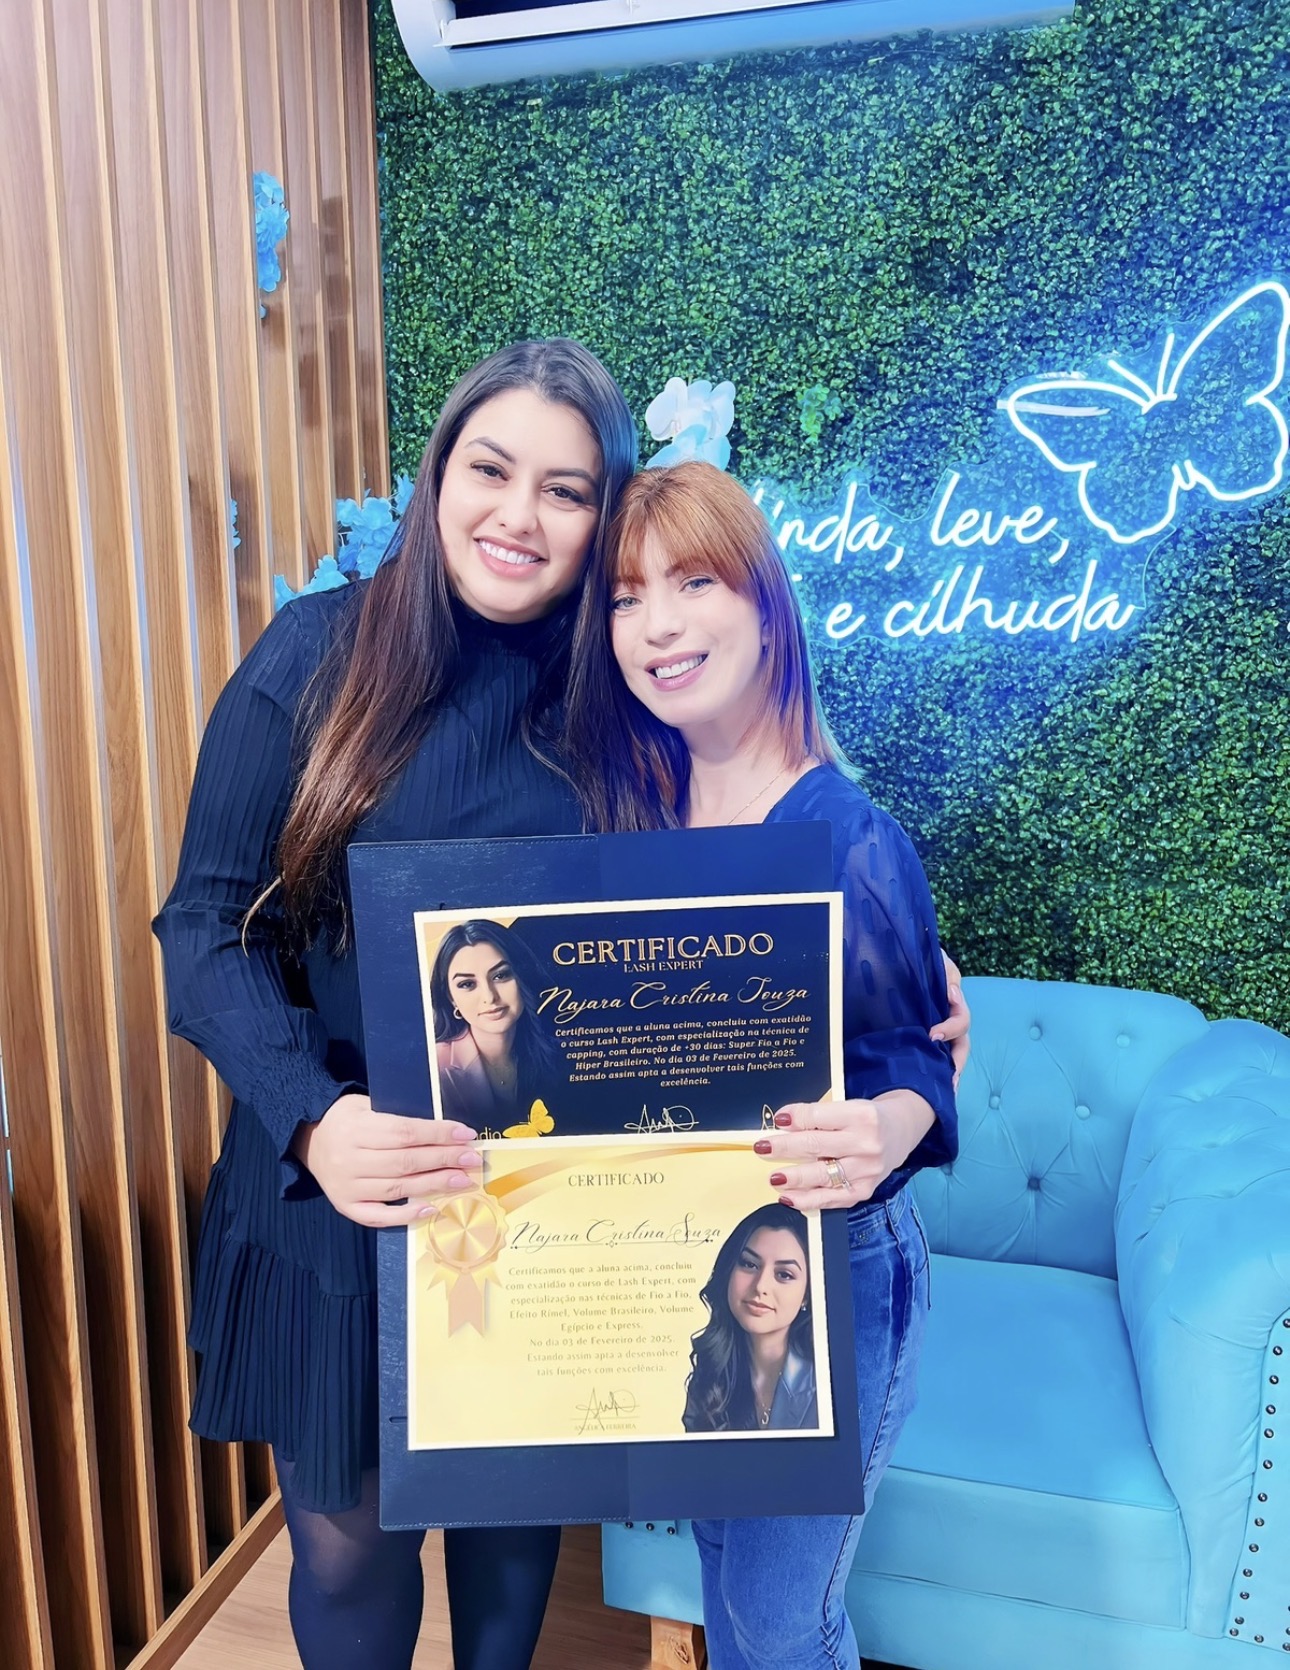 inda, leve,
e cílhuda
CERTIFICADO
LASH EXPERT
Najara Cristina Souza
Certificamos que a aluna acima, concluiu com exatidão
o curso Lash Expert, com especialização na técnica de
capping, com duração de +30 dias: Super Fio a Fio e
Hiper Brasileiro. No dia 03 de Fevereiro de 2025.
Estando assim apta a desenvolver tais funções com
excelência.
CERTIFICADO
Najara Cristina Souza
Certificamos que a aluna acima, concluiu
com exatidão o curso de Lash Expert, com
especialização nas técnicas de Fio a Fio,
Efeito Rímel, Volume Brasileiro, Volume
Egípcio e Express.
No dia 03 de Fevereiro de 2025
Estando assim apta a desenvolver
tais funções com excelência.
FERREIRA